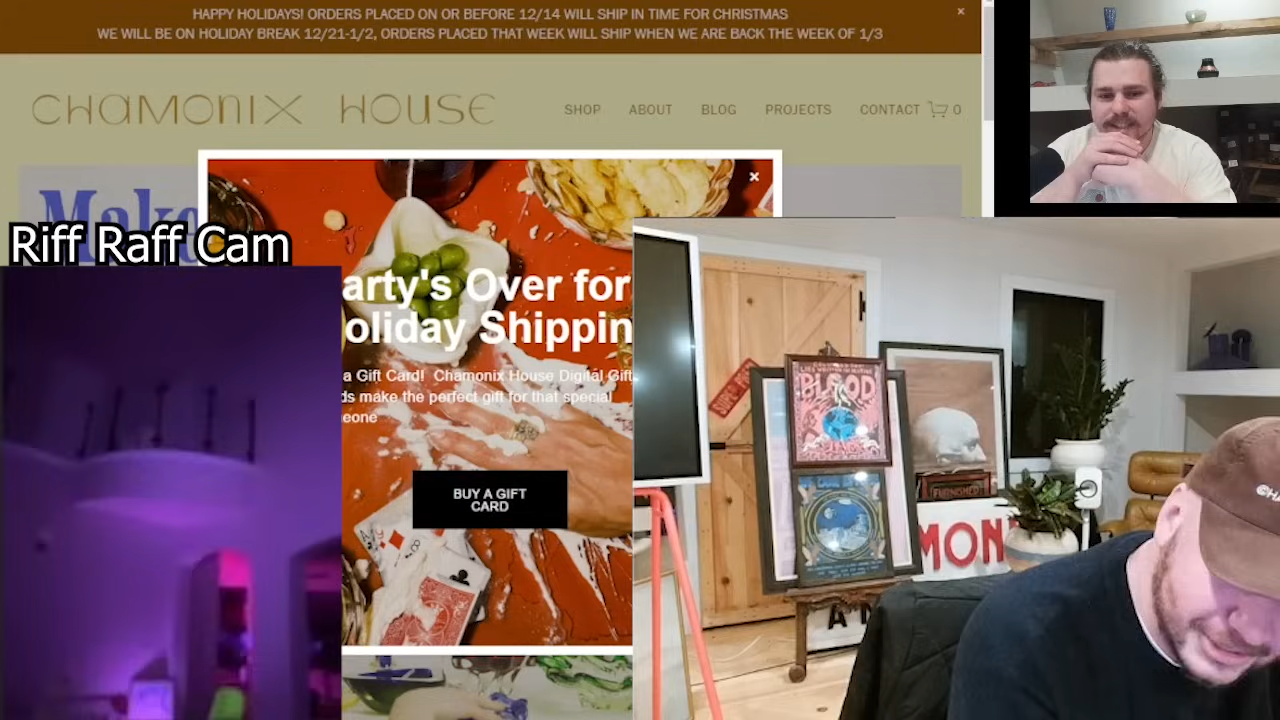 HAPPY HOLIDAYS! ORDERS PLACED ON OR BEFORE 12/14 WILL SHIP IN TIME FOR CHRISTMAS
WE WILL BE ON HOLIDAY BREAK 12/21-1/2, ORDERS PLACED THAT WEEK WILL SHIP WHEN WE ARE BACK THE WEEK OF 1/3
CHAMONIX HOUSE
SHOP ABOUT BLOG PROJECTS CONTACT 0
Make
Riff Raff Cam
arty's Over for
oliday Shippin
a Gift Card! Chamonix House Digital Gift
ds make the perfect gift for that special
eone
BUY A GIFT
CARD
BLOOD
FURNISHED
MONI